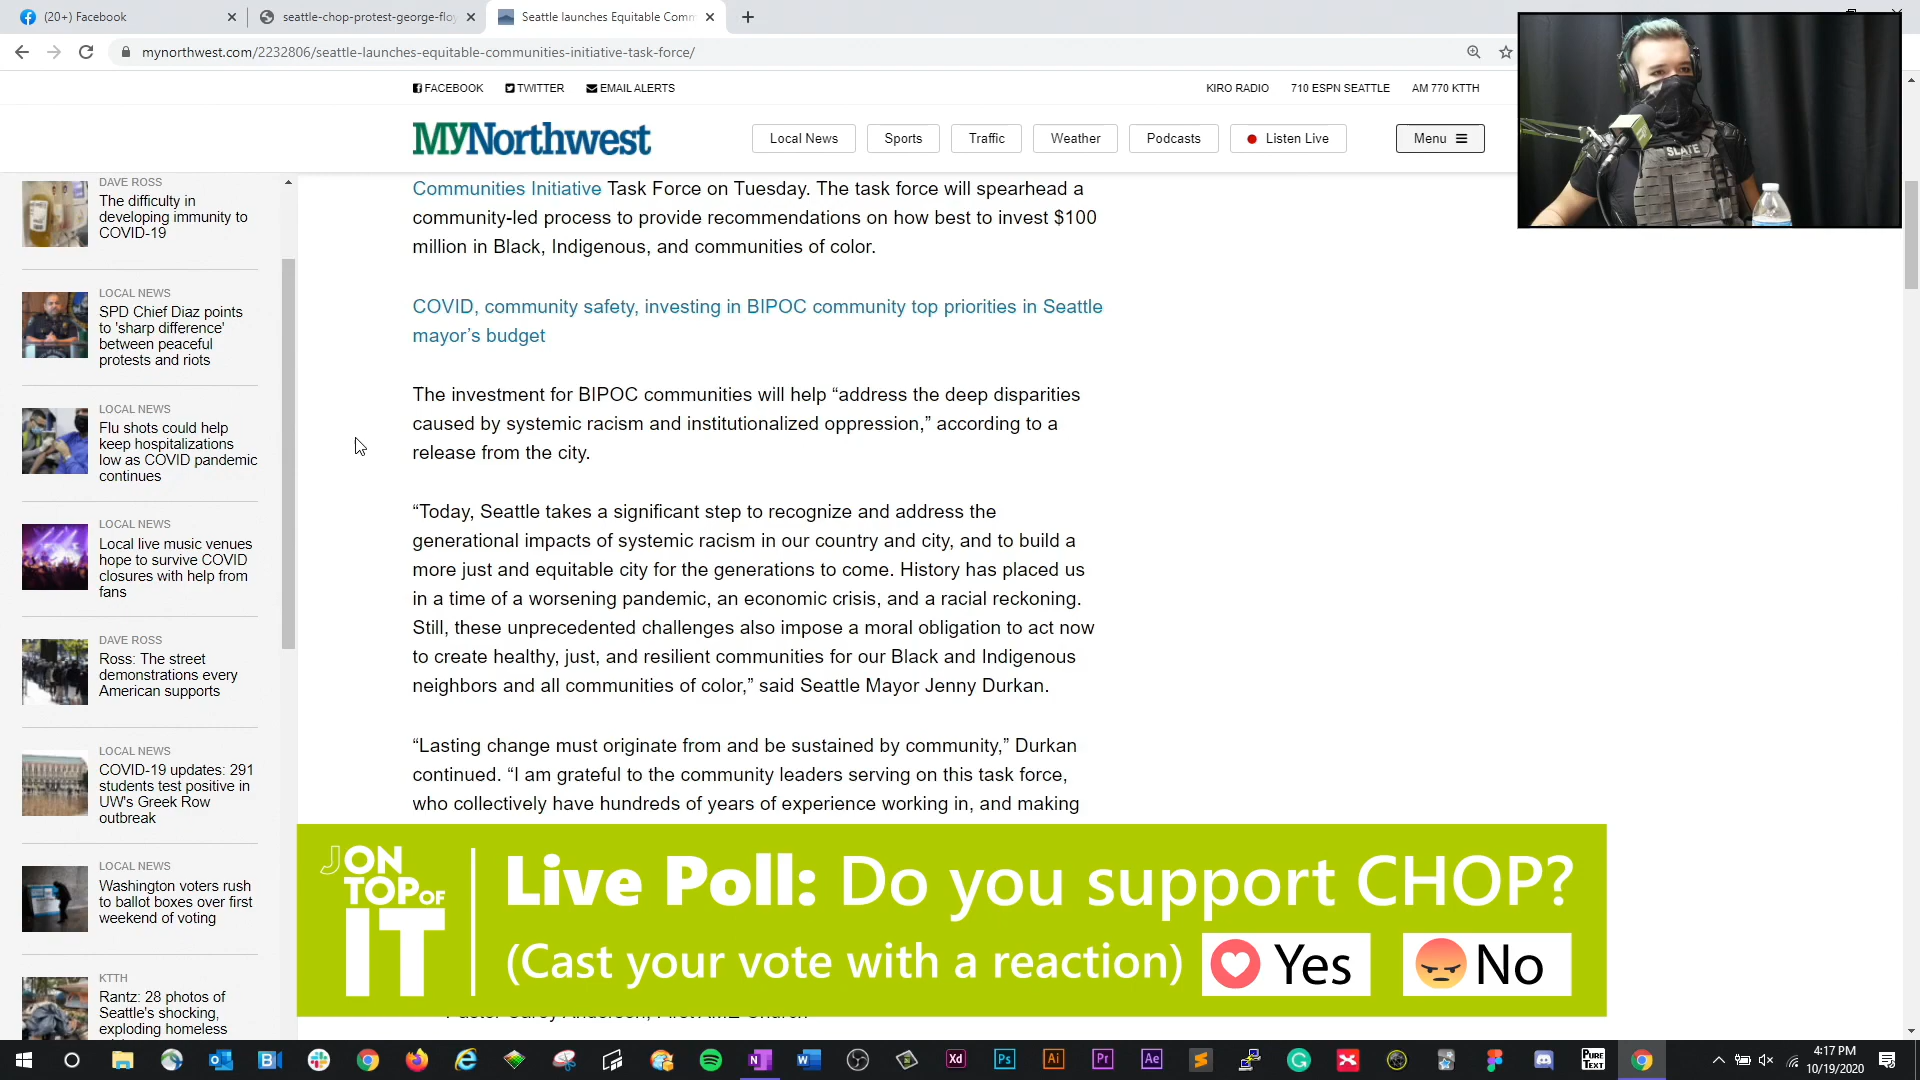 (20+) Facebook
seattle-chop-protest-george-floy
Seattle launches Equitable Comm
mynorthwest.com/2232806/seattle-launches-equitable-communities-initiative-task-force/
FACEBOOK TWITTER EMAIL ALERTS
KIRO RADIO 710 ESPN SEATTLE AM 770 KTTH
MYNorthwest
Local News Sports Traffic Weather Podcasts Listen Live Menu
DAVE ROSS
The difficulty in
developing immunity to
COVID-19
LOCAL NEWS
SPD Chief Diaz points
to 'sharp difference'
between peaceful
protests and riots
LOCAL NEWS
Flu shots could help
keep hospitalizations
low as COVID pandemic
continues
LOCAL NEWS
Local live music venues
hope to survive COVID
closures with help from
fans
DAVE ROSS
Ross: The street
demonstrations every
American supports
LOCAL NEWS
COVID-19 updates: 291
students test positive in
UW's Greek Row
outbreak
LOCAL NEWS
Washington voters rush
to ballot boxes over first
weekend of voting
KTTH
Rantz: 28 photos of
Seattle's shocking,
exploding homeless
Communities Initiative Task Force on Tuesday. The task force will spearhead a
community-led process to provide recommendations on how best to invest $100
million in Black, Indigenous, and communities of color.
COVID, community safety, investing in BIPOC community top priorities in Seattle
mayor’s budget
The investment for BIPOC communities will help “address the deep disparities
caused by systemic racism and institutionalized oppression,” according to a
release from the city.
“Today, Seattle takes a significant step to recognize and address the
generational impacts of systemic racism in our country and city, and to build a
more just and equitable city for the generations to come. History has placed us
in a time of a worsening pandemic, an economic crisis, and a racial reckoning.
Still, these unprecedented challenges also impose a moral obligation to act now
to create healthy, just, and resilient communities for our Black and Indigenous
neighbors and all communities of color,” said Seattle Mayor Jenny Durkan.
“Lasting change must originate from and be sustained by community,” Durkan
continued. “I am grateful to the community leaders serving on this task force,
who collectively have hundreds of years of experience working in, and making
SLATE
JON
TOP OF
IT
Live Poll: Do you support CHOP?
(Cast your vote with a reaction) Yes No
Xd Ps Ai Pr Ae
PURE
TEXT
4:17 PM
10/19/2020